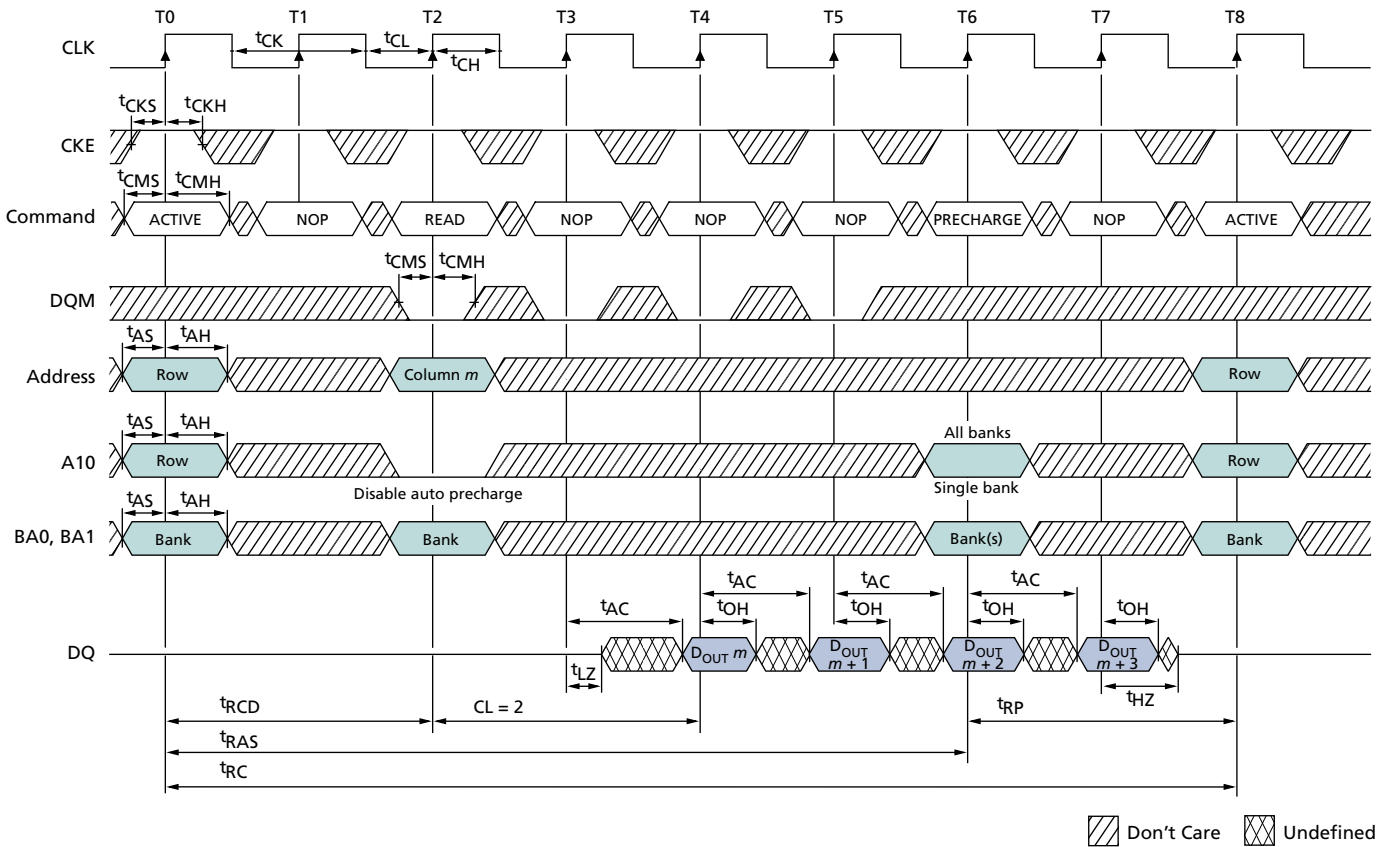 T0 T1 T2 T3 T4 T5 T6 T7 T8
CLK tCK tCL tCH
tCKS tCKH
CKE
tCMS tCMH
Command ACTIVE NOP READ NOP NOP NOP PRECHARGE NOP ACTIVE
tCMS tCMH
DQM
tAS tAH
Address Row Column m Row
tAS tAH All banks
A10 Row Row
Disable auto precharge Single bank
tAS tAH
BA0, BA1 Bank Bank Bank(s) Bank
tAC tAC tAC tAC
tOH tOH tOH tOH
DQ DOUT m DOUT m + 1 DOUT m + 2 DOUT m + 3
tLZ tHZ
tRCD CL = 2 tRP
tRAS
tRC
Don't Care Undefined